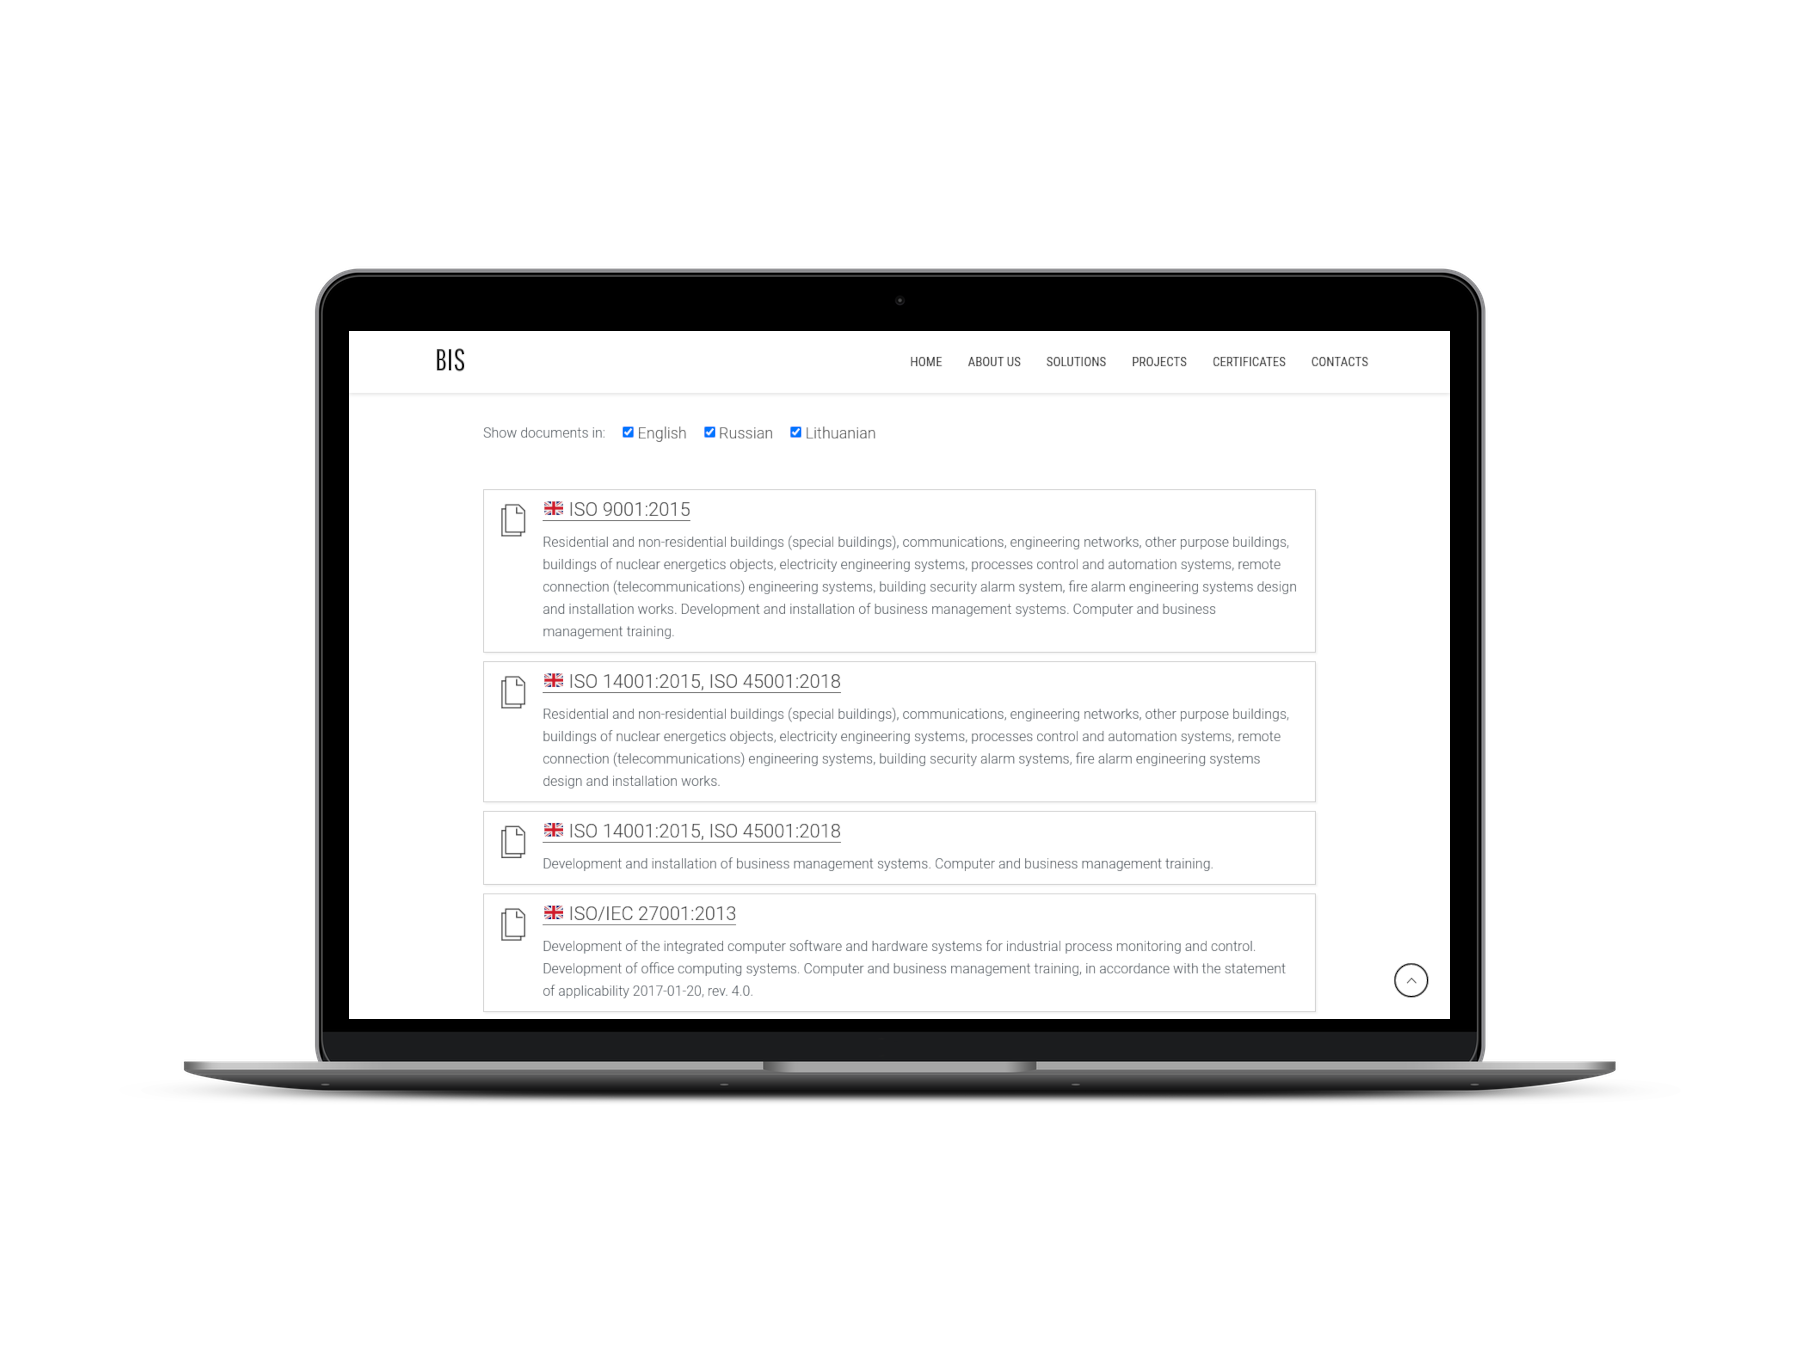 BIS
HOME ABOUT US SOLUTIONS PROJECTS CERTIFICATES CONTACTS
Show documents in: English Russian Lithuanian
ISO 9001:2015
Residential and non-residential buildings (special buildings), communications, engineering networks, other purpose buildings,
buildings of nuclear energetics objects, electricity engineering systems, processes control and automation systems, remote
connection (telecommunications) engineering systems, building security alarm system, fire alarm engineering systems design
and installation works. Development and installation of business management systems. Computer and business
management training.
ISO 14001:2015, ISO 45001:2018
Residential and non-residential buildings (special buildings), communications, engineering networks, other purpose buildings,
buildings of nuclear energetics objects, electricity engineering systems, processes control and automation systems, remote
connection (telecommunications) engineering systems, building security alarm systems, fire alarm engineering systems
design and installation works.
ISO 14001:2015, ISO 45001:2018
Development and installation of business management systems. Computer and business management training.
ISO/IEC 27001:2013
Development of the integrated computer software and hardware systems for industrial process monitoring and control.
Development of office computing systems. Computer and business management training, in accordance with the statement
of applicability 2017-01-20, rev. 4.0.